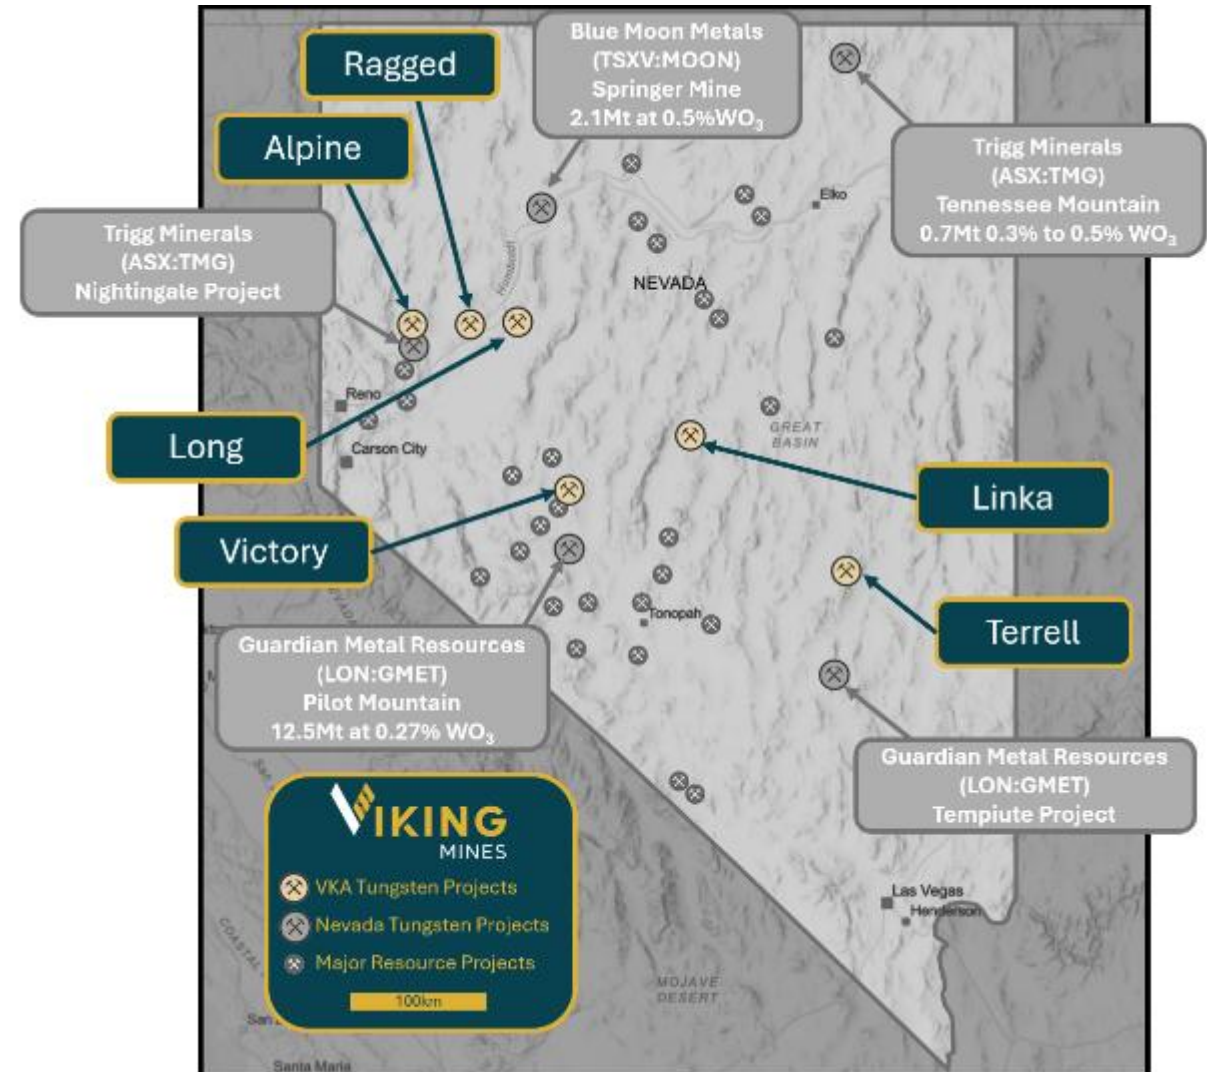 Blue Moon Metals
(TSXV:MOON)
Springer Mine
2.1Mt at 0.5%WO₃
Ragged
Alpine
Trigg Minerals
(ASX:TMG)
Tennessee Mountain
0.7Mt 0.3% to 0.5% WO₃
Elko
Trigg Minerals
(ASX:TMG)
Nightingale Project
Humboldt
NEVADA
Reno
GREAT
BASIN
Long
Carson City
Linka
Victory
Terrell
Tonopah
Guardian Metal Resources
(LON:GMET)
Pilot Mountain
12.5Mt at 0.27% WO₃
Guardian Metal Resources
(LON:GMET)
Tempiute Project
VIKING
MINES
VKA Tungsten Projects
Nevada Tungsten Projects
Major Resource Projects
100km
Las Vegas
Henderson
MOJAVE
DESERT
COASTAL
Santa Maria